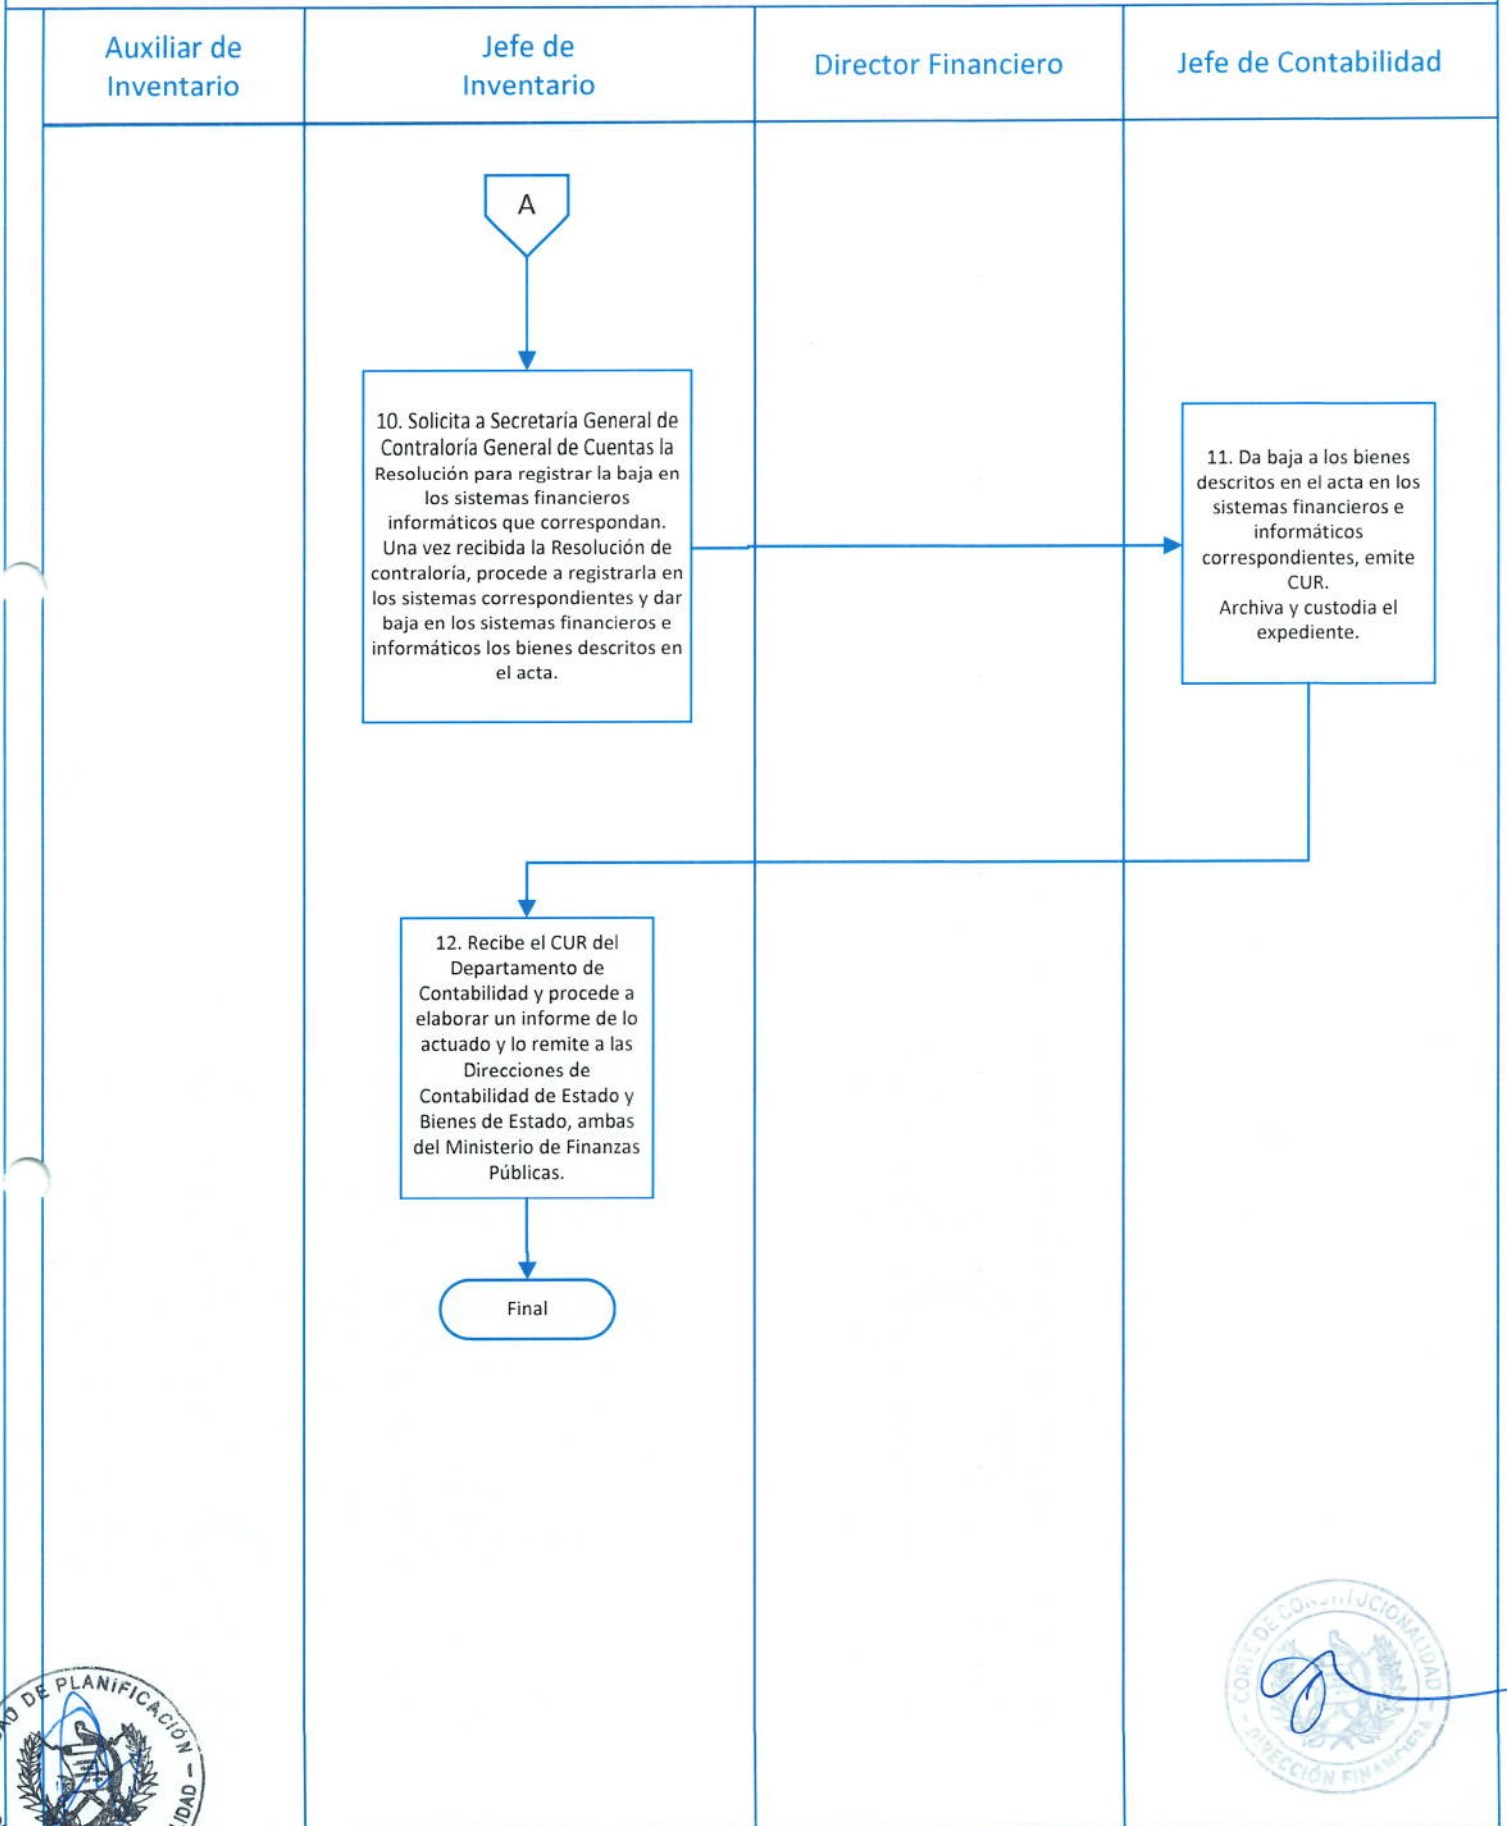 Auxiliar de
Inventario
Jefe de
Inventario
Director Financiero
Jefe de Contabilidad
A
10. Solicita a Secretaría General de
Contraloría General de Cuentas la
Resolución para registrar la baja en
los sistemas financieros
informáticos que correspondan.
Una vez recibida la Resolución de
contraloría, procede a registrarla en
los sistemas correspondientes y dar
baja en los sistemas financieros e
informáticos los bienes descritos en
el acta.
11. Da baja a los bienes
descritos en el acta en los
sistemas financieros e
informáticos
correspondientes, emite
CUR.
Archiva y custodia el
expediente.
12. Recibe el CUR del
Departamento de
Contabilidad y procede a
elaborar un informe de lo
actuado y lo remite a las
Direcciones de
Contabilidad de Estado y
Bienes de Estado, ambas
del Ministerio de Finanzas
Públicas.
Final
CORTE DE CONSTITUCIONALIDAD
DIRECCIÓN FINANCIERA
DE PLANIFICACIÓN